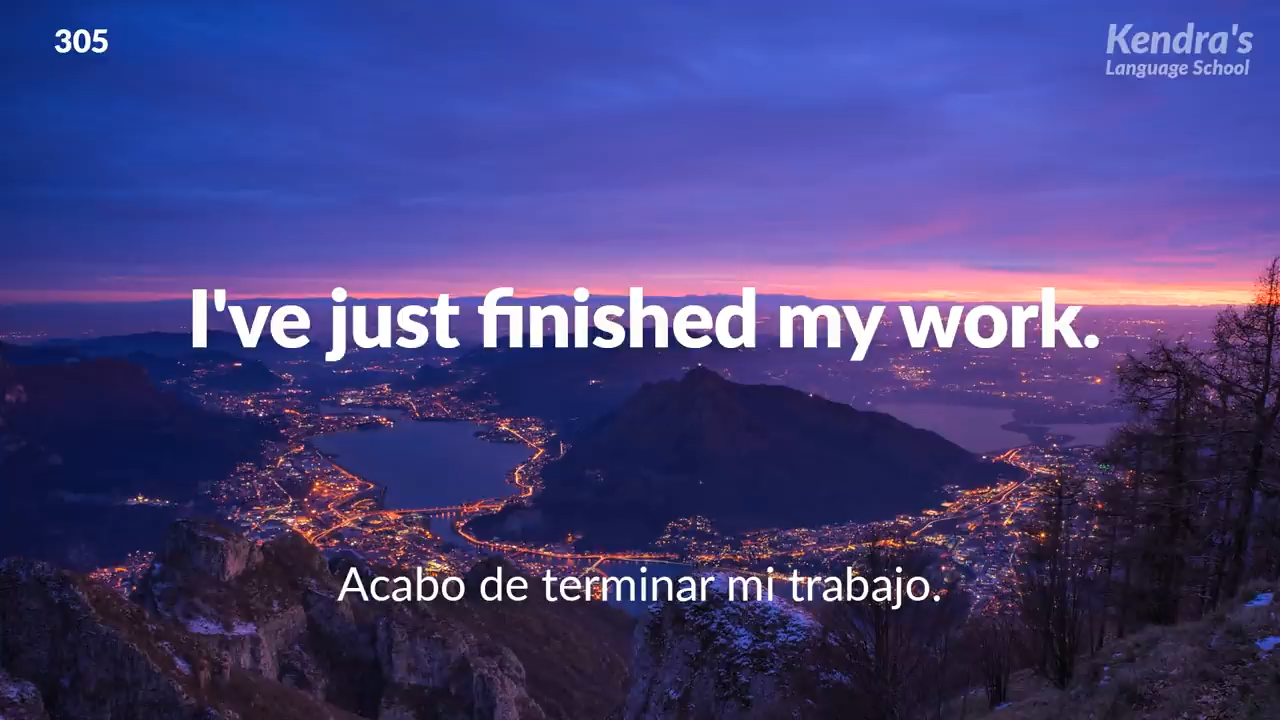 305
Kendra's
Language School
I've just finished my work.
Acabo de terminar mi trabajo.